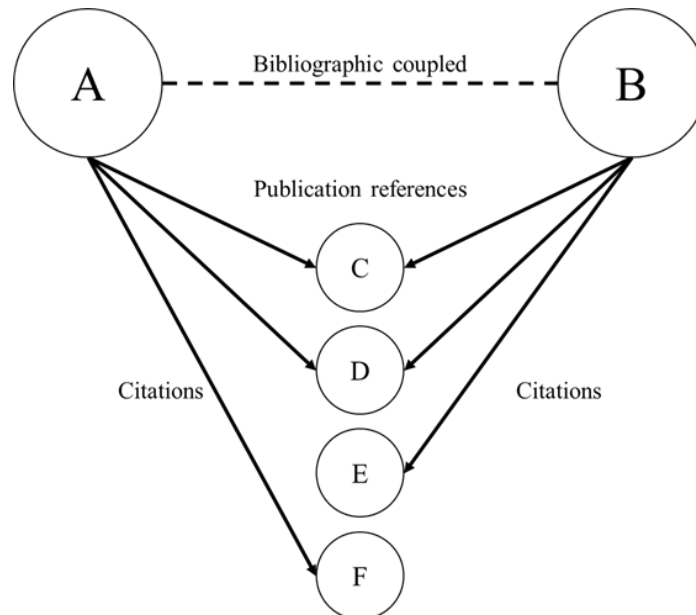 A
Bibliographic coupled
B
Publication references
C
D
Citations
Citations
E
F